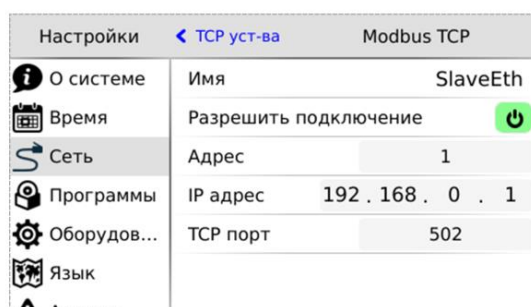 Настройки
TCP уст-ва
Modbus TCP
О системе
Имя
SlaveEth
Время
Разрешить подключение
Сеть
Адрес
1
Программы
IP адрес
192 . 168 . 0 . 1
Оборудов...
TCP порт
502
Язык